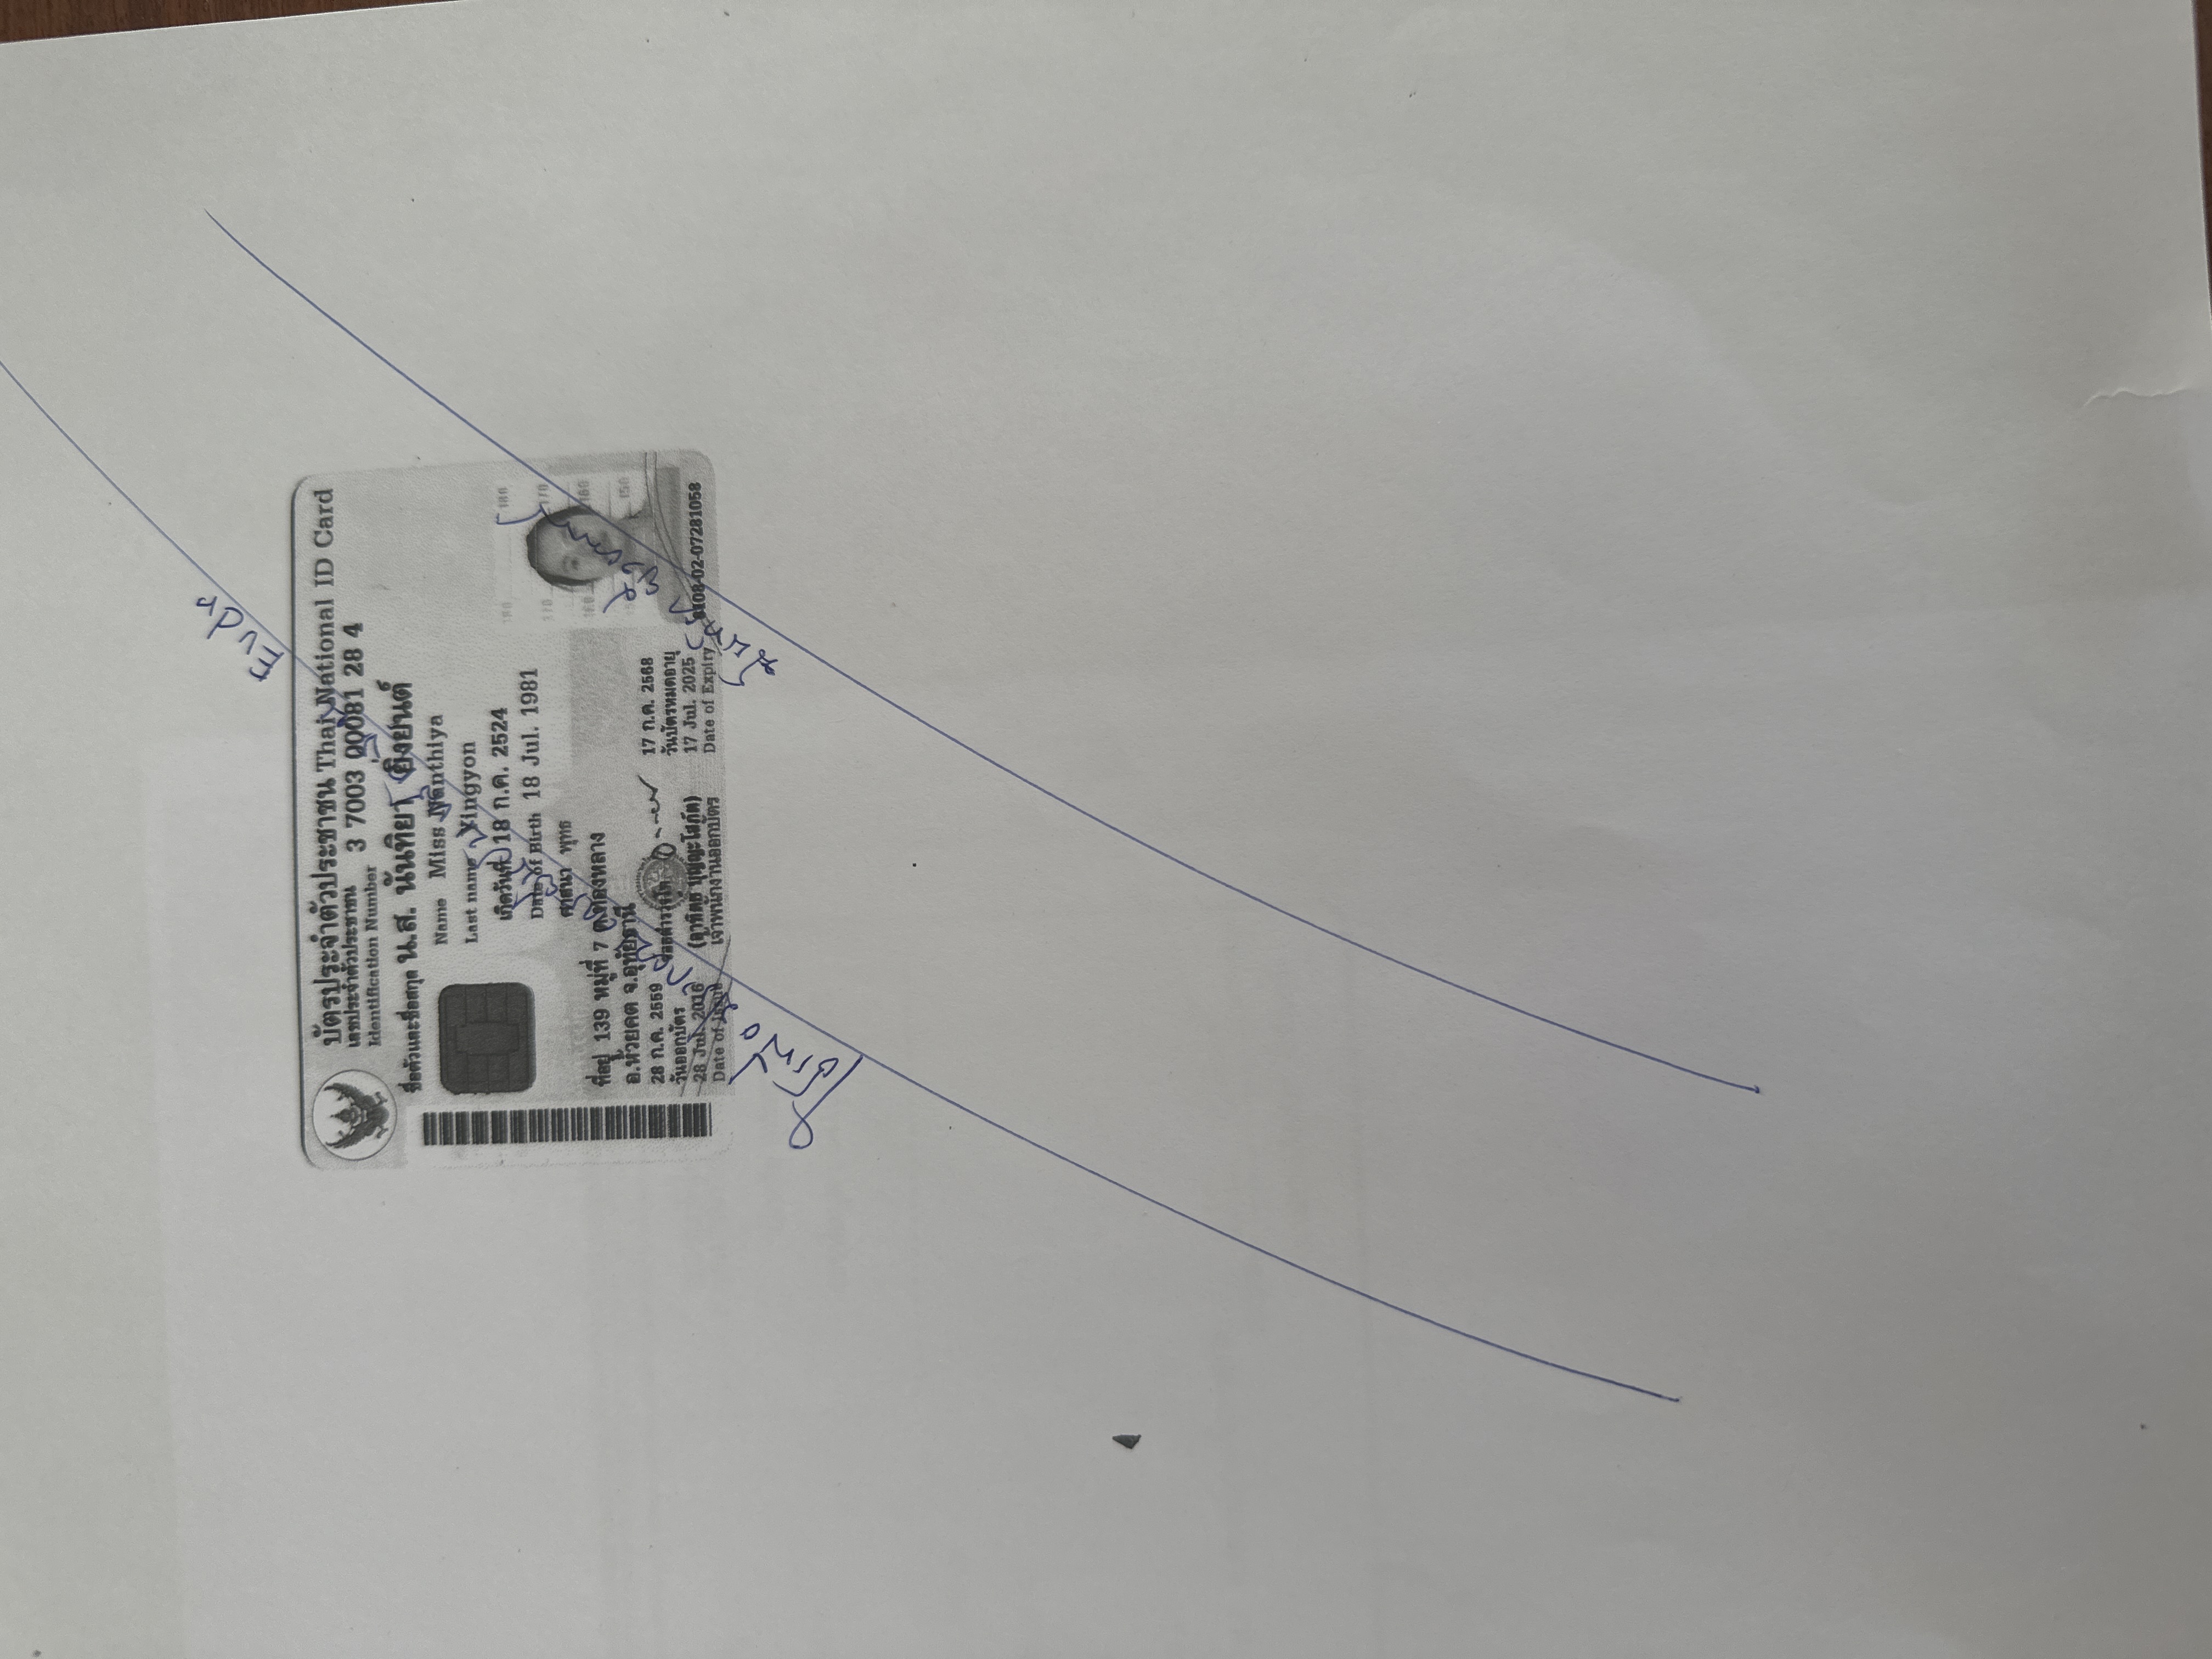 บัตรประจำตัวประชาชน Thai National ID Card
เลขประจำตัวประชาชน 3 7003 00081 28 4
Identification Number
ชื่อตัวและชื่อสกุล น.ส. นันทิยา ยิ่งยนต์
Name Miss Nanthiya
Last name Yingyon
เกิดวันที่ 18 ก.ค. 2524
Date of Birth 18 Jul. 1981
ศาสนา พุทธ
ที่อยู่ 139 หมู่ที่ 7 ต.ทองหลาง
อ.ห้วยคต จ.อุทัยธานี
28 ก.ค. 2559
วันออกบัตร
28 Jul. 2016
Date of Issue
(อาทิตย์ บุญญะโสภัต)
เจ้าพนักงานออกบัตร
17 ก.ค. 2568
วันบัตรหมดอายุ
17 Jul. 2025
Date of Expiry
180 180
170 170
160 160
150
8108-02-07281058
ใช้เพื่อ
นันทิยา ยิ่งยนต์